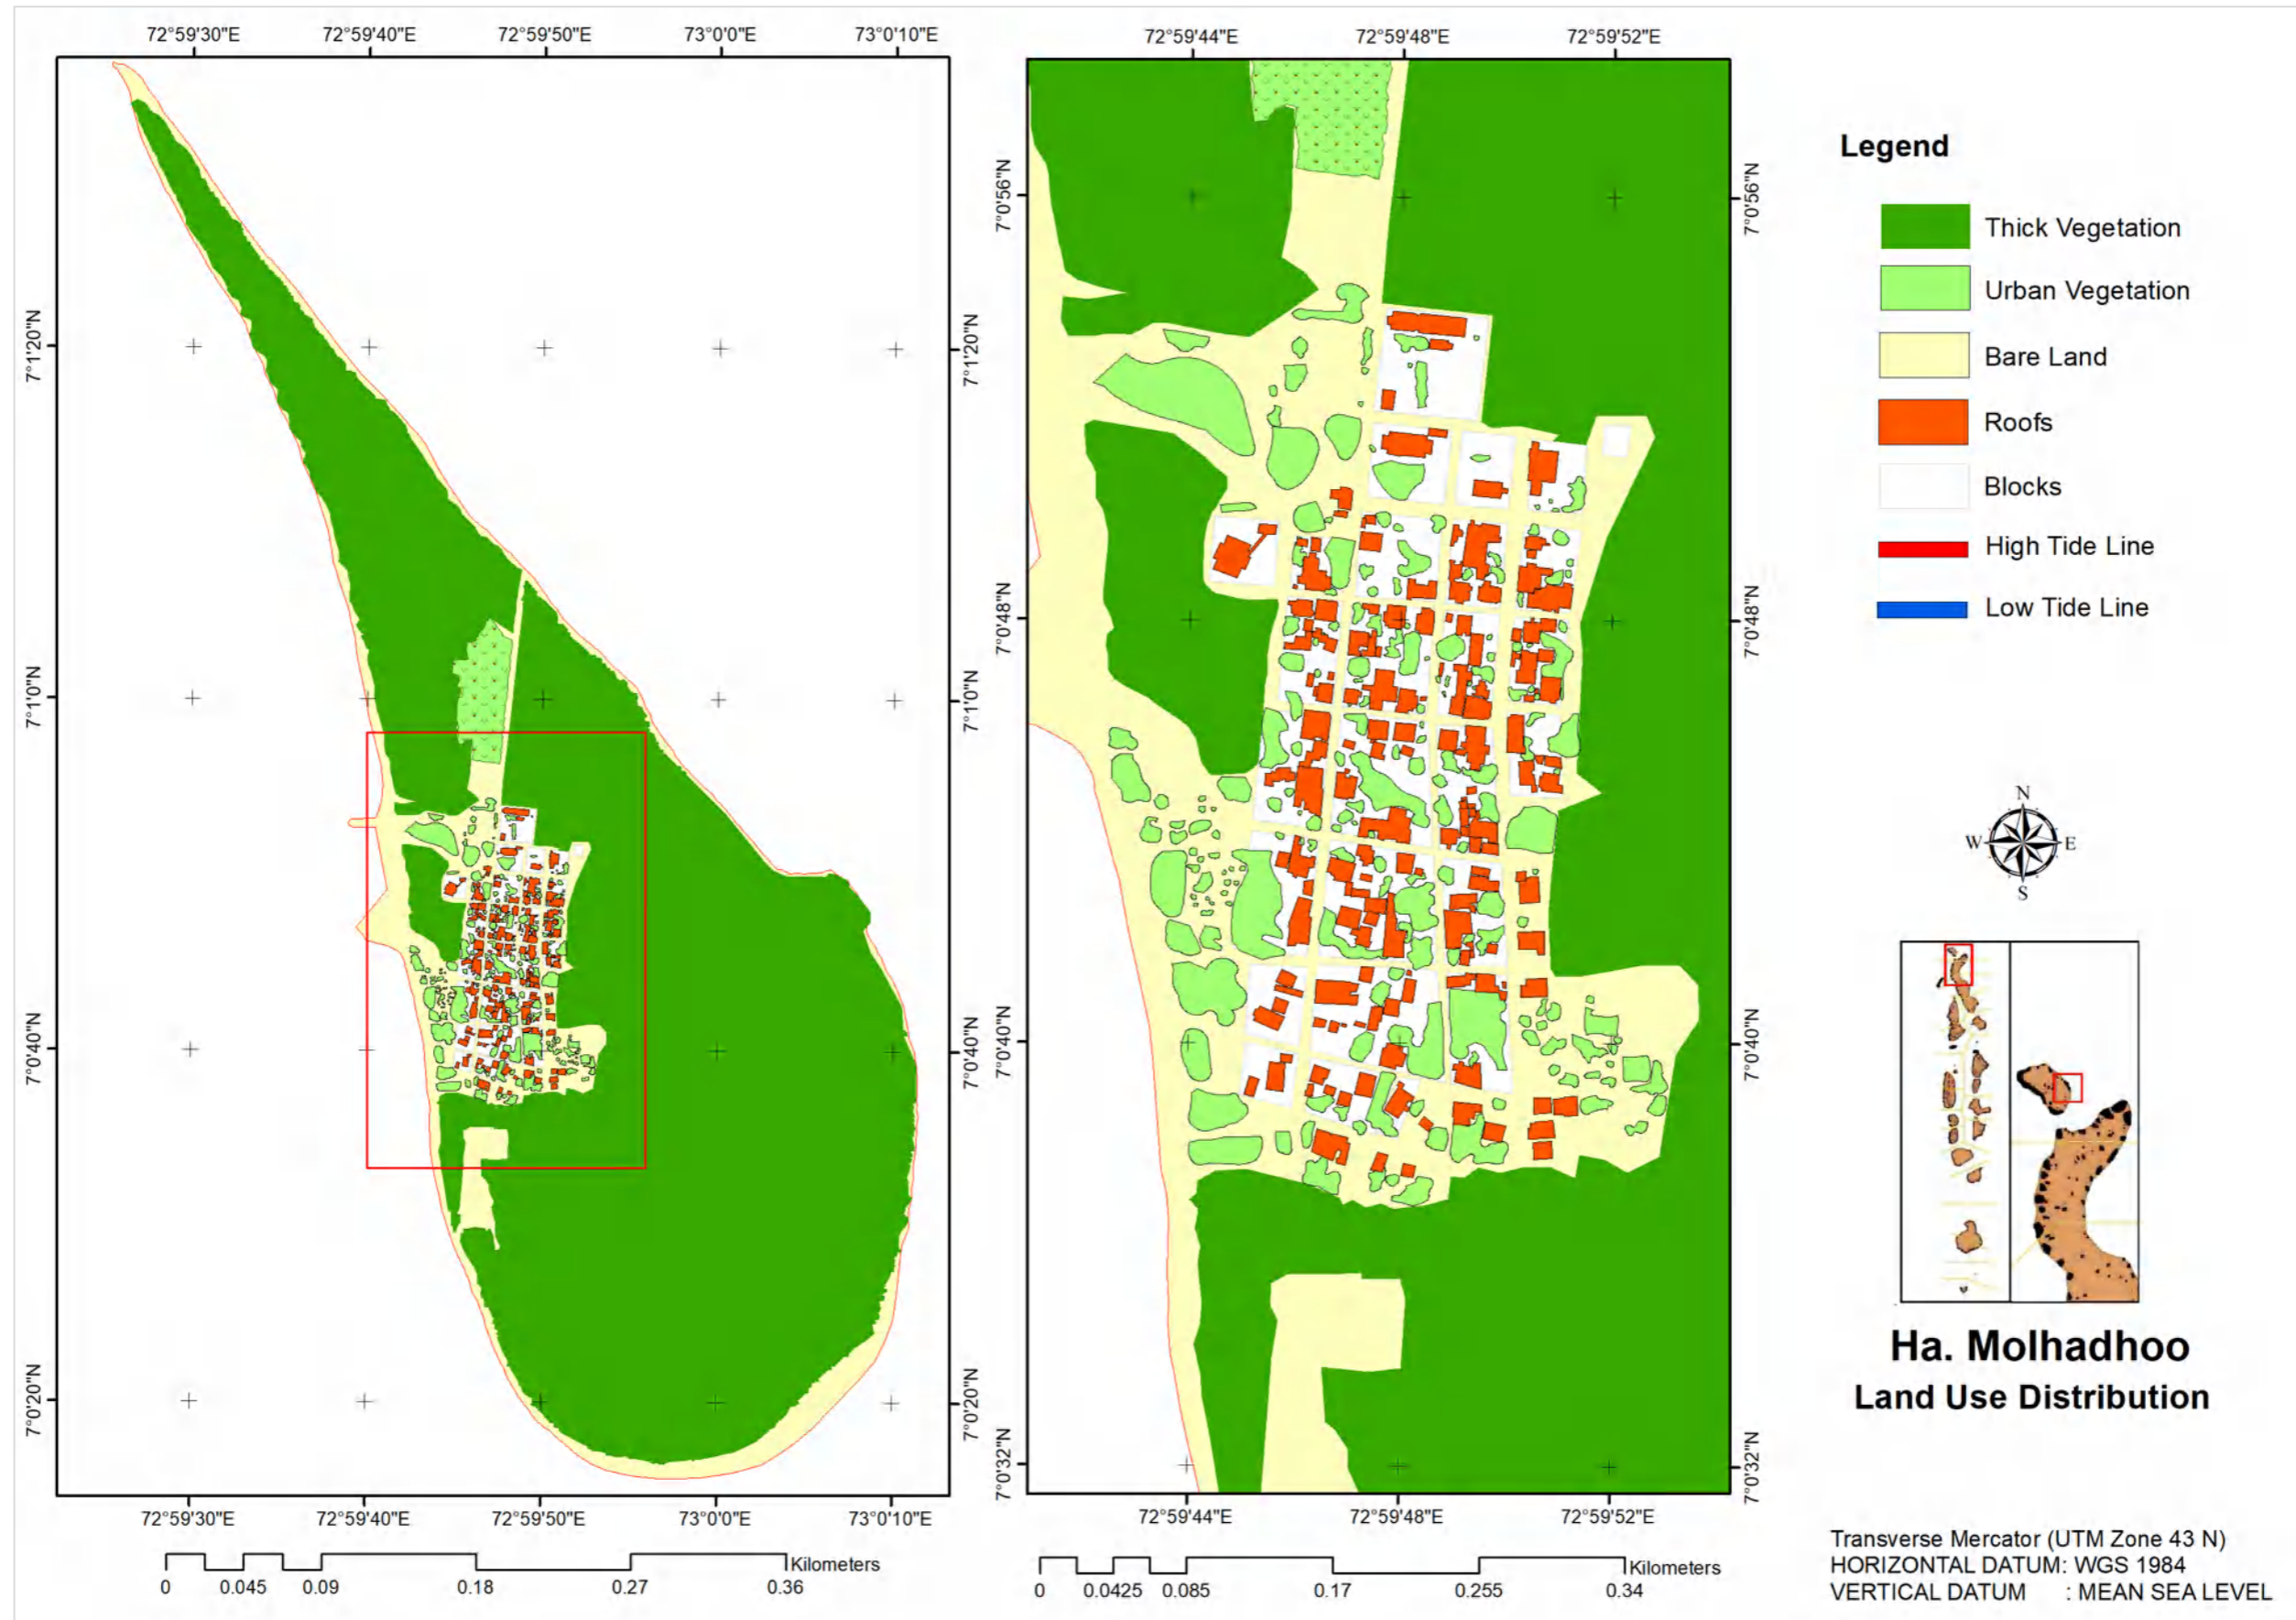 72°59'30"E
72°59'40"E
72°59'50"E
73°0'0"E
73°0'10"E
7°1'20"N
7°1'0"N
7°0'40"N
7°0'20"N
7°1'20"N
7°1'0"N
7°0'40"N
7°0'20"N
72°59'30"E
72°59'40"E
72°59'50"E
73°0'0"E
73°0'10"E
0
0.045
0.09
0.18
0.27
0.36
Kilometers
72°59'44"E
72°59'48"E
72°59'52"E
7°0'56"N
7°0'48"N
7°0'40"N
7°0'32"N
7°0'56"N
7°0'48"N
7°0'40"N
7°0'32"N
72°59'44"E
72°59'48"E
72°59'52"E
0
0.0425
0.085
0.17
0.255
0.34
Kilometers
Legend
Thick Vegetation
Urban Vegetation
Bare Land
Roofs
Blocks
High Tide Line
Low Tide Line
N
W
E
S
Ha. Molhadhoo
Land Use Distribution
Transverse Mercator (UTM Zone 43 N)
HORIZONTAL DATUM: WGS 1984
VERTICAL DATUM : MEAN SEA LEVEL